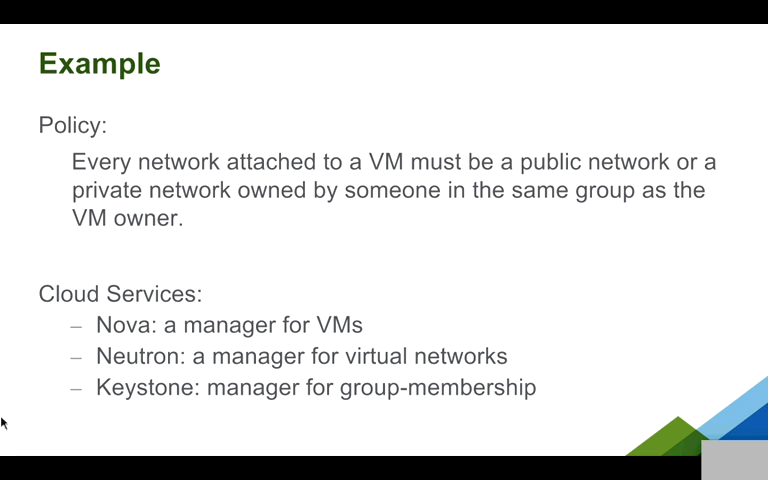 Example
Policy:
Every network attached to a VM must be a public network or a
private network owned by someone in the same group as the
VM owner.
Cloud Services:
– Nova: a manager for VMs
– Neutron: a manager for virtual networks
– Keystone: manager for group-membership